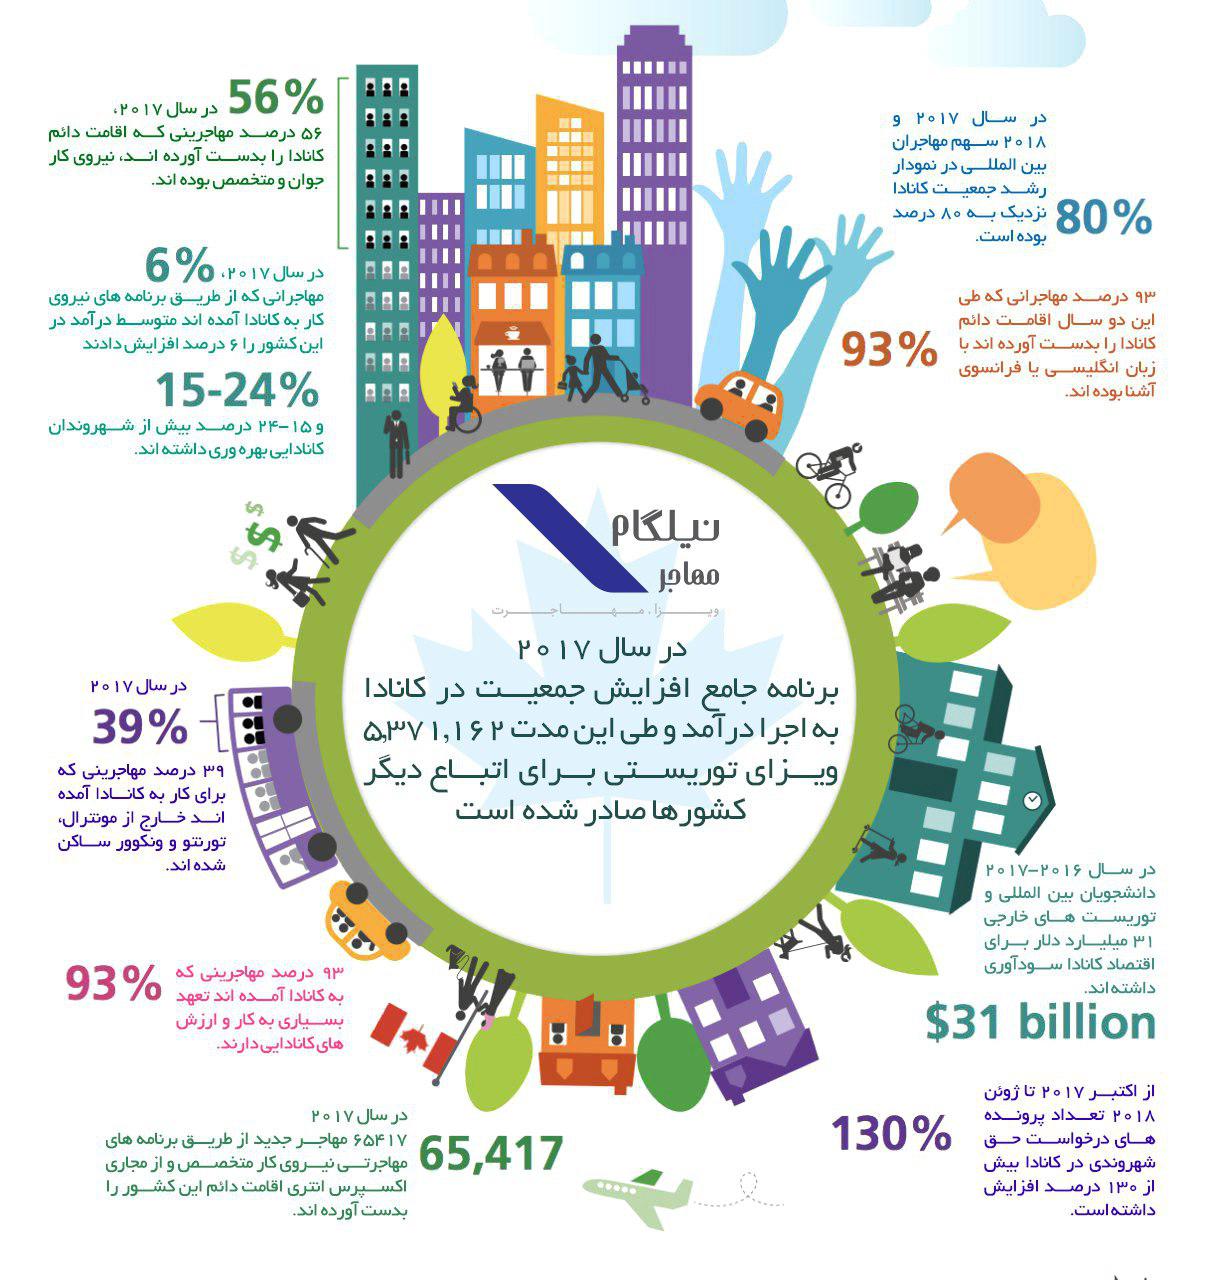 56%
در سال ۲۰۱۷،
۵۶ درصد مهاجرینی که اقامت دائم
کانادا را بدست آورده اند، نیروی کار
جوان و متخصص بوده اند.
6%
در سال ۲۰۱۷،
مهاجرانی که از طریق برنامه های نیروی
کار به کانادا آمده اند متوسط درآمد در
این کشور را ۶ درصد افزایش دادند
15-24%
و ۱۵-۲۴ درصد بیش از شهروندان
کانادایی بهره وری داشته اند.
در سال ۲۰۱۷ و
۲۰۱۸ سهم مهاجران
بین المللی در نمودار
رشد جمعیت کانادا
نزدیک به ۸۰ درصد
بوده است.
80%
۹۳ درصد مهاجرانی که طی
این دو سال اقامت دائم
کانادا را بدست آورده اند با
زبان انگلیسی یا فرانسوی
آشنا بوده اند.
93%
$
$
$
نیلگام
مهاجر
ویزا . مهاجرت
در سال ۲۰۱۷
برنامه جامع افزایش جمعیت در کانادا
به اجرا درآمد و طی این مدت ۵,۳۷۱,۱۶۲
ویزای توریستی برای اتباع دیگر
کشورها صادر شده است
در سال ۲۰۱۷
39%
۳۹ درصد مهاجرینی که
برای کار به کانادا آمده
اند خارج از مونترال،
تورنتو و ونکوور ساکن
شده اند.
در سال ۲۰۱۶-۲۰۱۷
دانشجویان بین المللی و
توریست های خارجی
۳۱ میلیارد دلار برای
اقتصاد کانادا سودآوری
داشته اند.
$31 billion
93%
۹۳ درصد مهاجرینی که
به کانادا آمده اند تعهد
بسیاری به کار و ارزش
های کانادایی دارند.
از اکتبر ۲۰۱۷ تا ژوئن
۲۰۱۸ تعداد پرونده
های درخواست حق
شهروندی در کانادا بیش
از ۱۳۰ درصد افزایش
داشته است.
130%
در سال ۲۰۱۷
۶۵۴۱۷ مهاجر جدید از طریق برنامه های
مهاجرتی نیروی کار متخصص و از مجاری
اکسپرس انتری اقامت دائم این کشور را
بدست آورده اند.
65,417